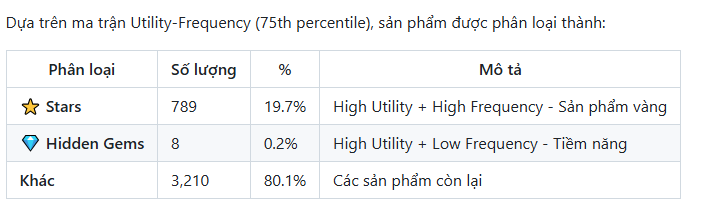 Dựa trên ma trận Utility-Frequency (75th percentile), sản phẩm được phân loại thành:
Phân loại Số lượng % Mô tả
Stars 789 19.7% High Utility + High Frequency - Sản phẩm vàng
Hidden Gems 8 0.2% High Utility + Low Frequency - Tiềm năng
Khác 3,210 80.1% Các sản phẩm còn lại